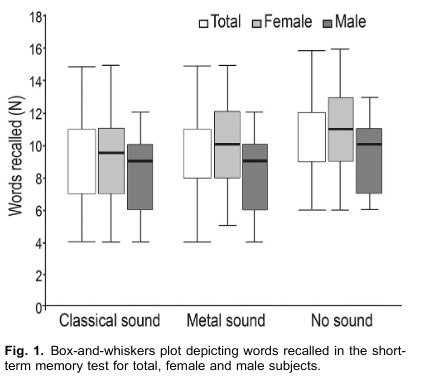 18
Total Female Male
16
14
12
10
8
6
4
2
0
Words recalled (N)
Classical sound Metal sound No sound
Fig. 1. Box-and-whiskers plot depicting words recalled in the short-
term memory test for total, female and male subjects.